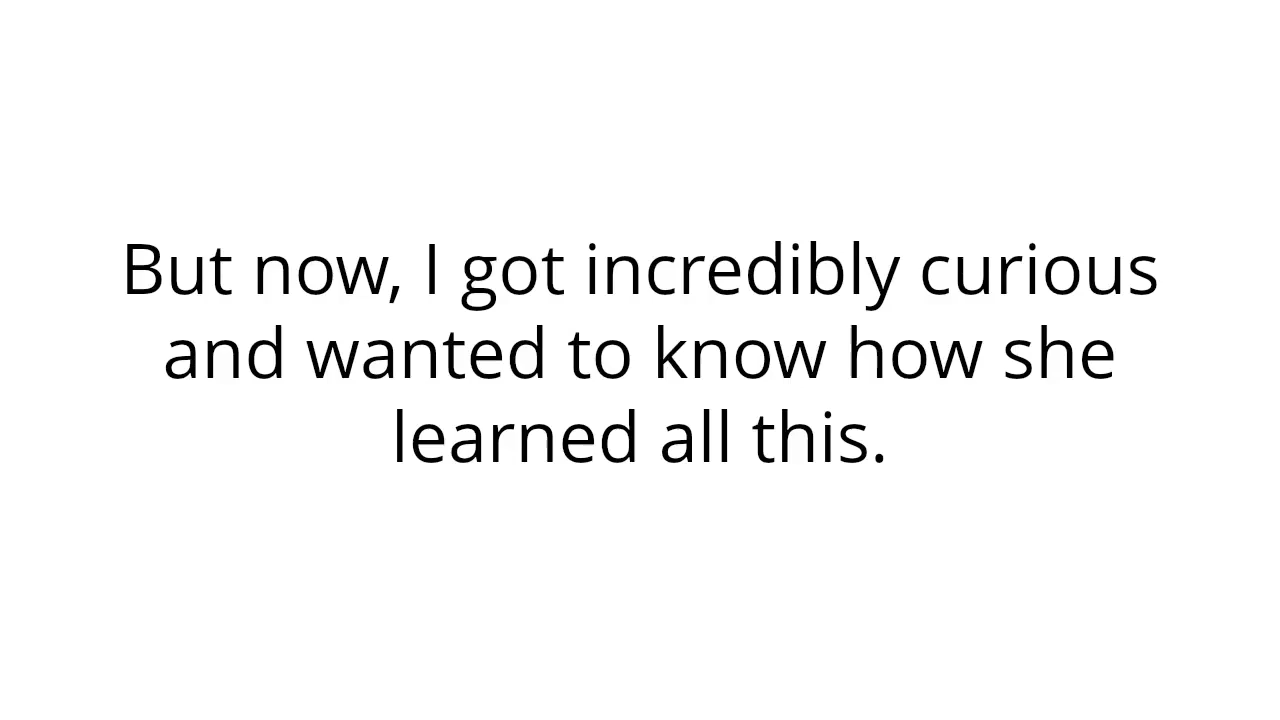 But now, I got incredibly curious
and wanted to know how she
learned all this.